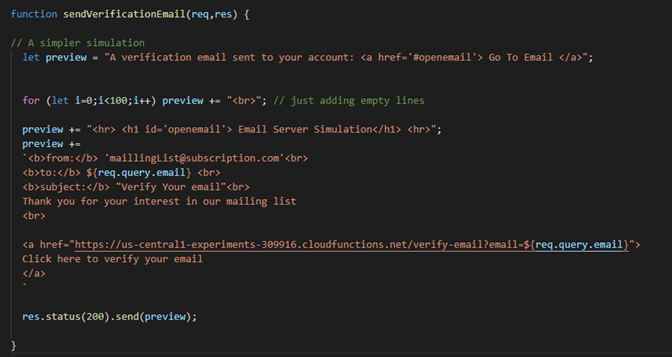 function sendVerificationEmail(req,res) {
// A simpler simulation
let preview = "A verification email sent to your account: <a href='#openemail'> Go To Email </a>";
for (let i=0;i<100;i++) preview += "<br>"; // just adding empty lines
preview += "<hr> <h1 id='openemail'> Email Server Simulation</h1> <hr>";
preview +=
`<b>from:</b> 'maillingList@subscription.com'<br>
<b>to:</b> ${req.query.email} <br>
<b>subject:</b> "Verify Your email"<br>
Thank you for your interest in our mailing list
<br>
<a href="https://us-central1-experiments-309916.cloudfunctions.net/verify-email?email=${req.query.email}">
Click here to verify your email
</a>
`
res.status(200).send(preview);
}